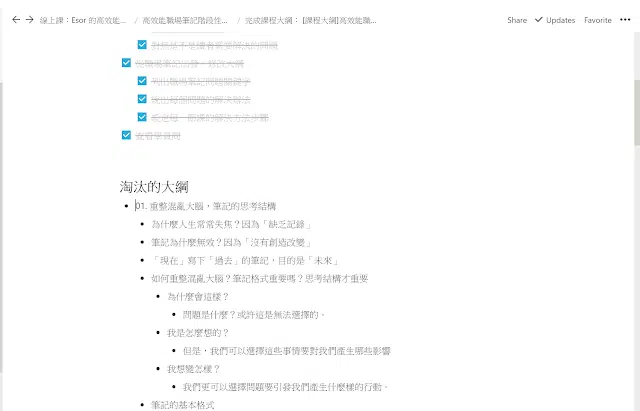 線上課：Esor 的高效能... / 高效能職場筆記階段性... / 完成課程大綱： [課程大綱]高效能職... Share Updates Favorite
查看學員問
淘汰的大綱
01. 重整混亂大腦，筆記的思考結構
為什麼人生常常失焦？因為「缺乏記錄」
筆記為什麼無效？因為「沒有創造改變」
「現在」寫下「過去」的筆記，目的是「未來」
如何重整混亂大腦？筆記格式重要嗎？思考結構才重要
為什麼會這樣？
問題是什麼？或許這是無法選擇的。
我是怎麼想的？
但是，我們可以選擇這些事情要對我們產生哪些影響
我想變怎樣？
我們更可以選擇問題要引發我們產生什麼樣的行動。
筆記的基本格式